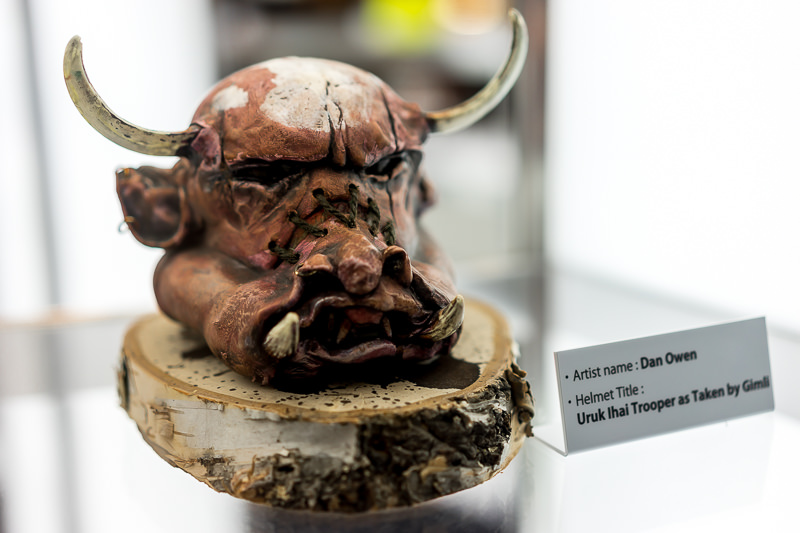 · Artist name : Dan Owen
· Helmet Title :
Uruk Ihai Trooper as Taken by Gimli